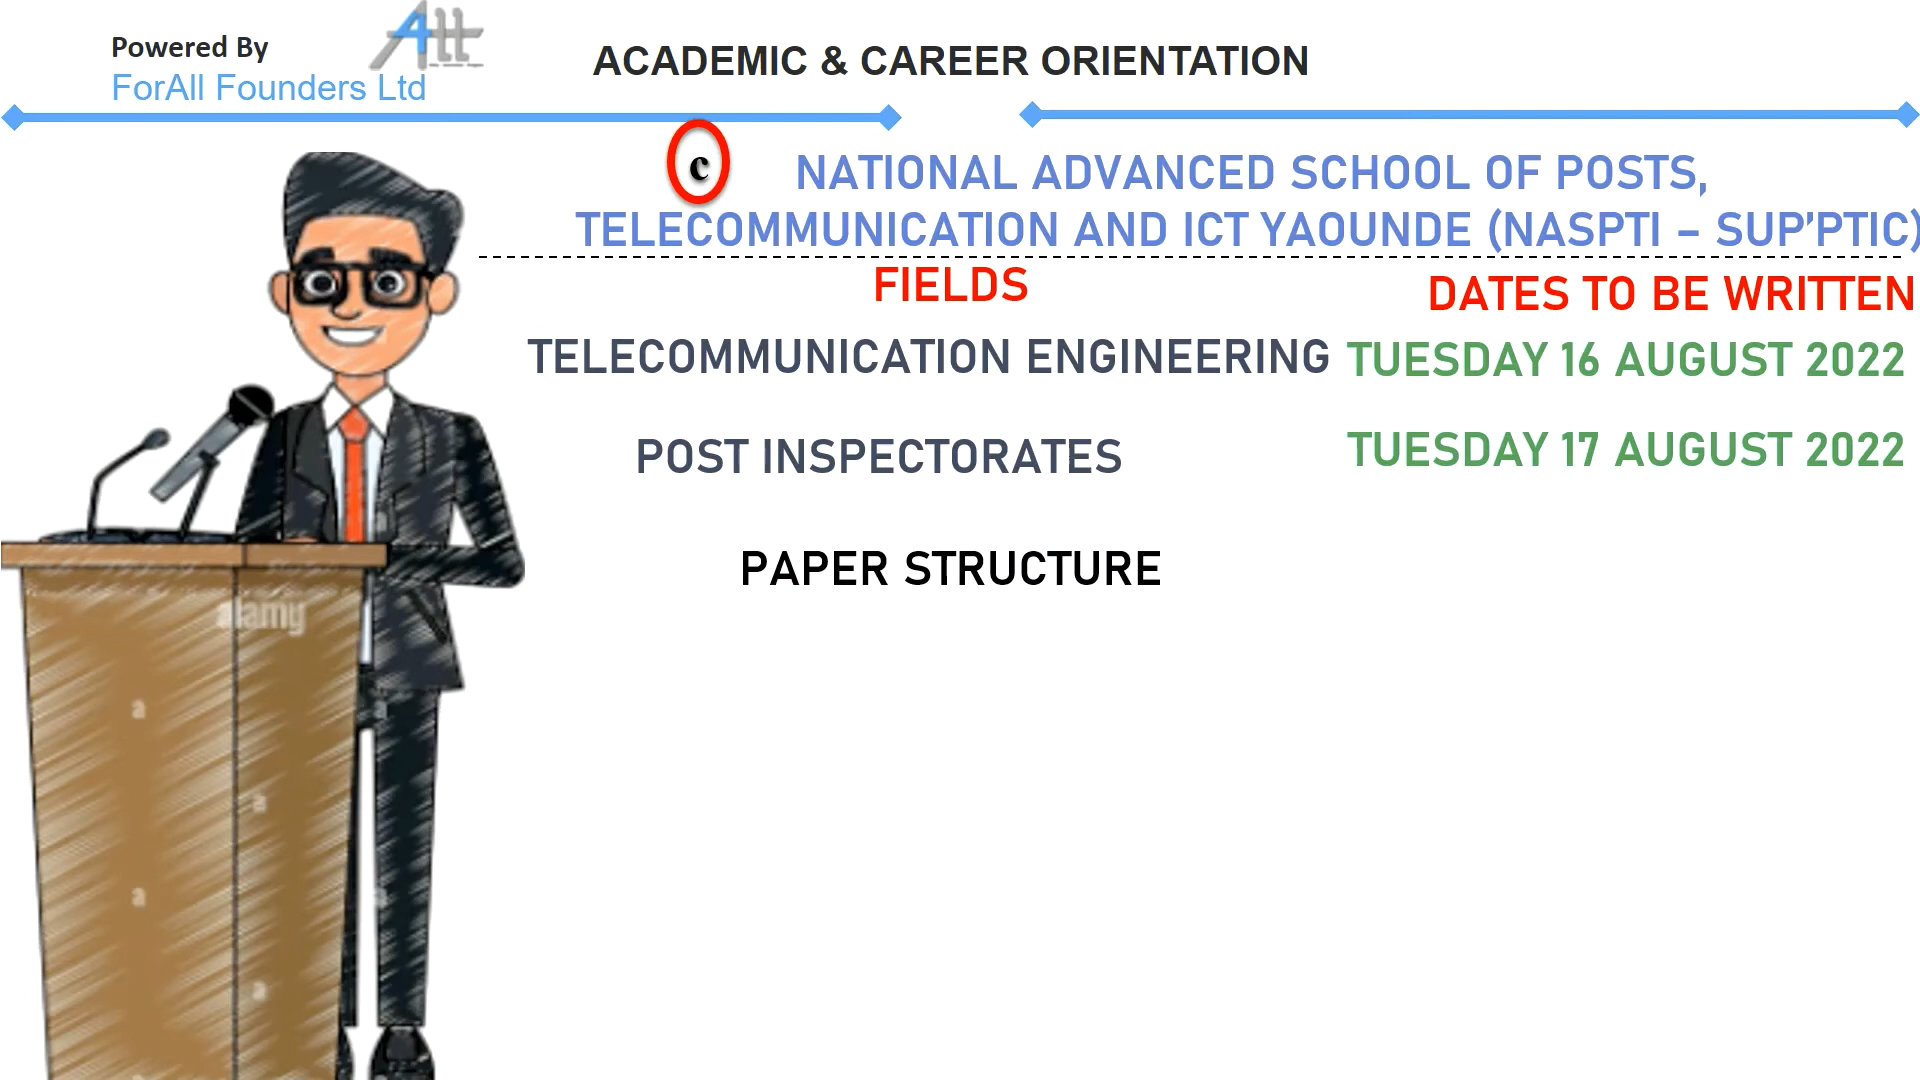 Powered By
Att
ForAll Founders Ltd
ACADEMIC & CAREER ORIENTATION
c
NATIONAL ADVANCED SCHOOL OF POSTS,
TELECOMMUNICATION AND ICT YAOUNDE (NASPTI – SUP'PTIC)
FIELDS
DATES TO BE WRITTEN
TELECOMMUNICATION ENGINEERING
TUESDAY 16 AUGUST 2022
POST INSPECTORATES
TUESDAY 17 AUGUST 2022
PAPER STRUCTURE
alamy
a
a
a
a
a
a